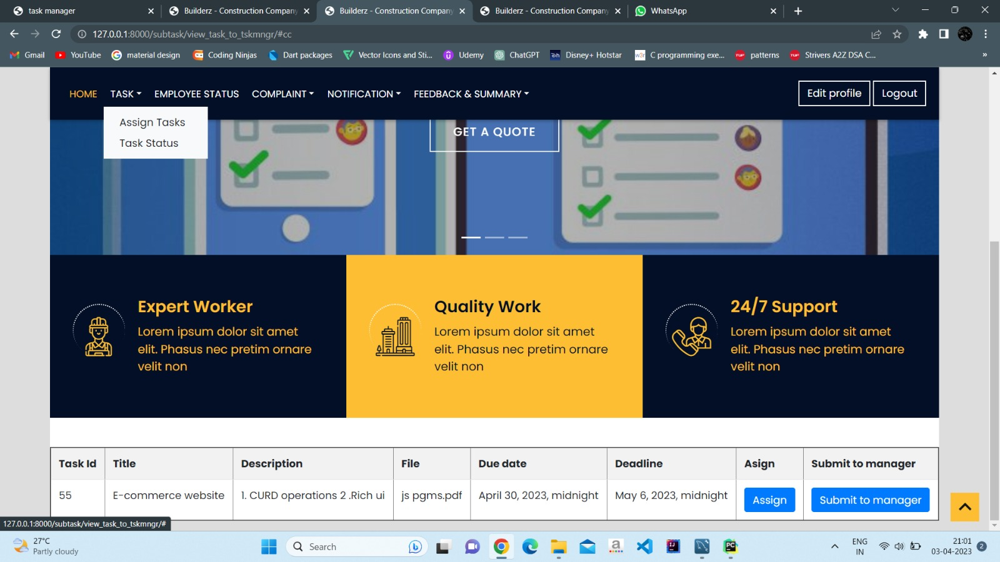 task manager
Builderz - Construction Company
Builderz - Construction Company
Builderz - Construction Company
WhatsApp
127.0.0.1:8000/subtask/view_task_to_tskmngr/#cc
Gmail
YouTube
material design
Coding Ninjas
Dart packages
Vector Icons and Sti...
Udemy
ChatGPT
Disney+ Hotstar
C programming exe...
patterns
Strivers A2Z DSA C...
»
HOME
TASK
EMPLOYEE STATUS
COMPLAINT
NOTIFICATION
FEEDBACK & SUMMARY
Edit profile
Logout
Assign Tasks
Task Status
GET A QUOTE
Expert Worker
Lorem ipsum dolor sit amet
elit. Phasus nec pretim ornare
velit non
Quality Work
Lorem ipsum dolor sit amet
elit. Phasus nec pretim ornare
velit non
24/7 Support
Lorem ipsum dolor sit amet
elit. Phasus nec pretim ornare
velit non
Task Id Title Description File Due date Deadline Asign Submit to manager
55 E-commerce website 1. CURD operations 2 .Rich ui js pgms.pdf April 30, 2023, midnight May 6, 2023, midnight Assign Submit to manager
127.0.0.1:8000/subtask/view_task_to_tskmngr/#
27°C
Partly cloudy
Search
ENG
IN
21:01
03-04-2023
2